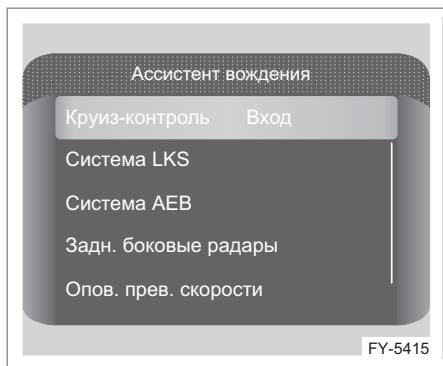 Ассистент вождения
Круиз-контроль Вход
Система LKS
Система AEB
Задн. боковые радары
Опов. прев. скорости
FY-5415